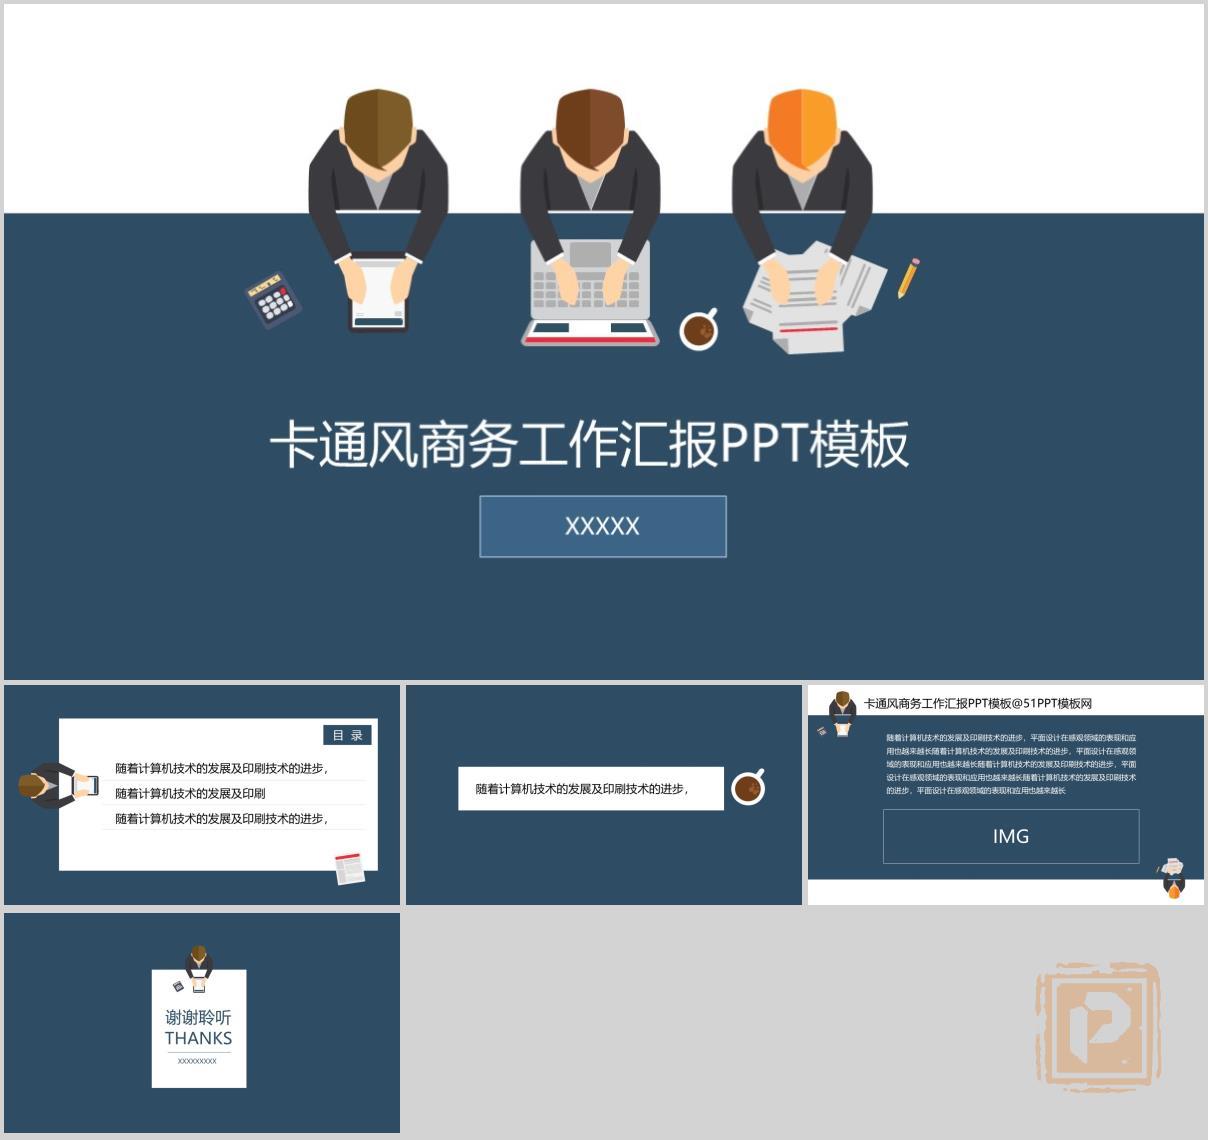 卡通风商务工作汇报PPT模板
XXXXX
目 录
随着计算机技术的发展及印刷技术的进步，
随着计算机技术的发展及印刷
随着计算机技术的发展及印刷技术的进步，
随着计算机技术的发展及印刷技术的进步，
卡通风商务工作汇报PPT模板@51PPT模板网
随着计算机技术的发展及印刷技术的进步，平面设计在感观领域的表现和应
用也越来越长随着计算机技术的发展及印刷技术的进步，平面设计在感观领
域的表现和应用也越来越长随着计算机技术的发展及印刷技术的进步，平面
设计在感观领域的表现和应用也越来越长随着计算机技术的发展及印刷技术
的进步，平面设计在感观领域的表现和应用也越来越长
IMG
谢谢聆听
THANKS
XXXXXXXXX
P